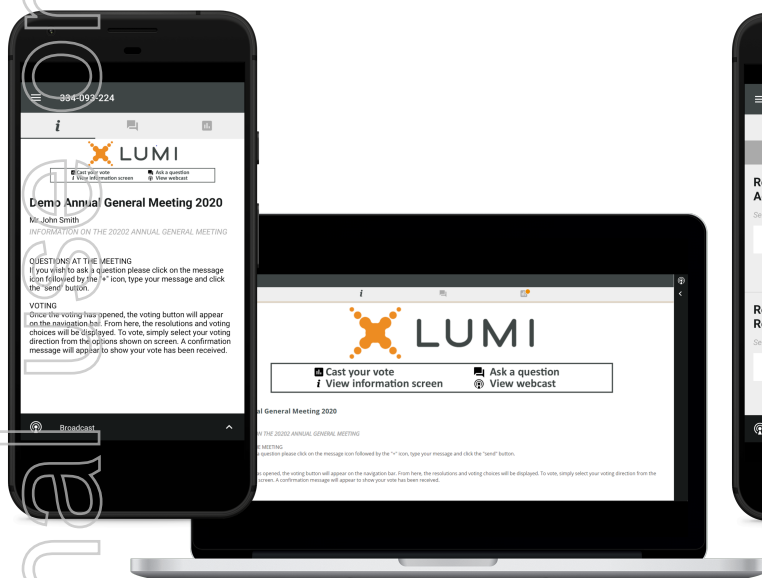 334-093-224
LUMI
Cast your vote
Ask a question
i View information screen
View webcast
Demo Annual General Meeting 2020
Mr John Smith
INFORMATION ON THE 20202 ANNUAL GENERAL MEETING
QUESTIONS AT THE MEETING
If you wish to ask a question please click on the message
icon followed by the "+" icon, type your message and click
the "send" button.
VOTING
Once the voting has opened, the voting button will appear
on the navigation bar. From here, the resolutions and voting
choices will be displayed. To vote, simply select your voting
direction from the options shown on screen. A confirmation
message will appear to show your vote has been received.
Broadcast
LUMI
Cast your vote
Ask a question
i View information screen
View webcast
al General Meeting 2020
ON THE 20202 ANNUAL GENERAL MEETING
HE MEETING
a question please click on the message icon followed by the "+" icon, type your message and click the "send" button.
as opened, the voting button will appear on the navigation bar. From here, the resolutions and voting choices will be displayed. To vote, simply select your voting direction from the
screen. A confirmation message will appear to show your vote has been received.
R
A
Se
R
R
Se
nal use or